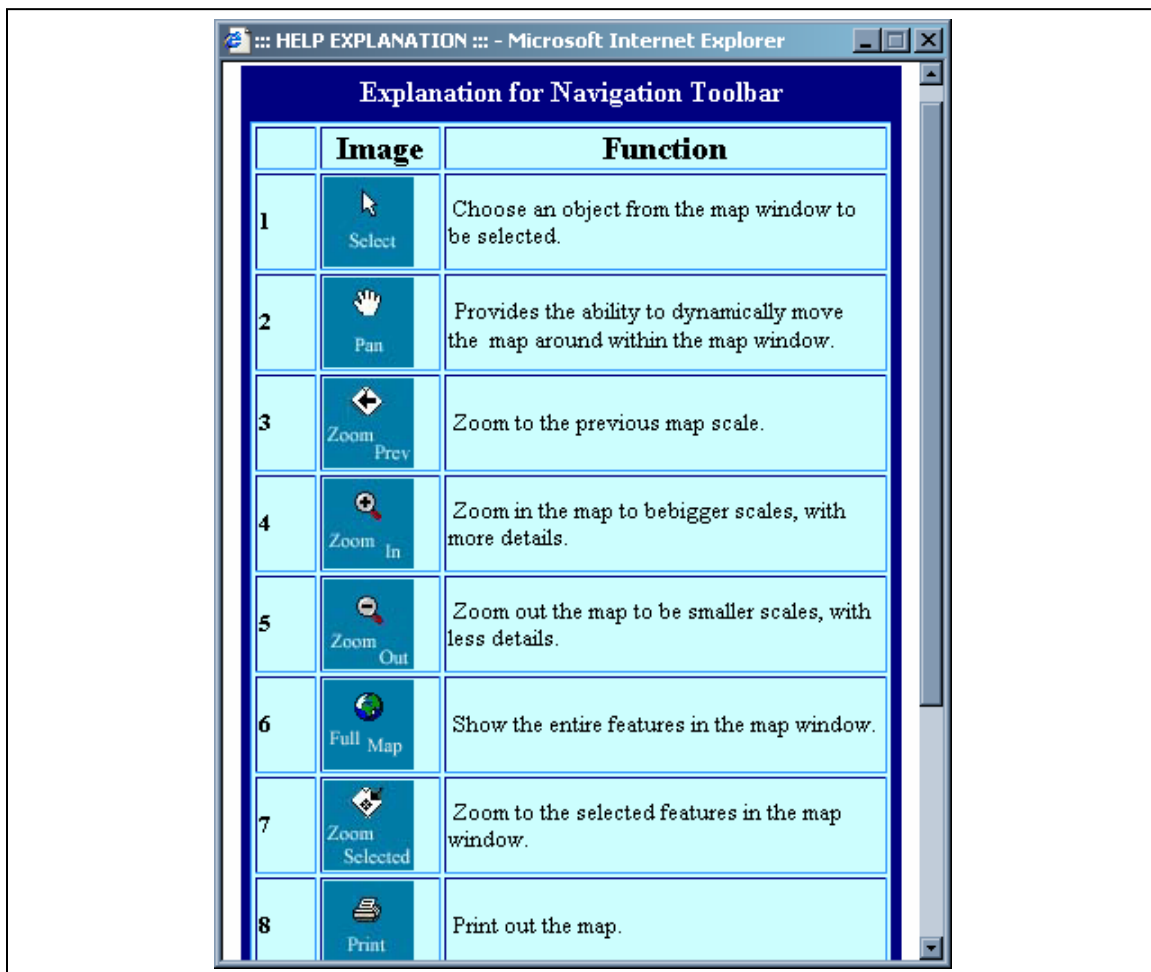 ::: HELP EXPLANATION ::: - Microsoft Internet Explorer
Explanation for Navigation Toolbar
Image Function
1
Select
Choose an object from the map window to
be selected.
2
Pan
Provides the ability to dynamically move
the map around within the map window.
3
Zoom
Prev
Zoom to the previous map scale.
4
Zoom In
Zoom in the map to bebigger scales, with
more details.
5
Zoom
Out
Zoom out the map to be smaller scales, with
less details.
6
Full Map
Show the entire features in the map window.
7
Zoom
Selected
Zoom to the selected features in the map
window.
8
Print
Print out the map.